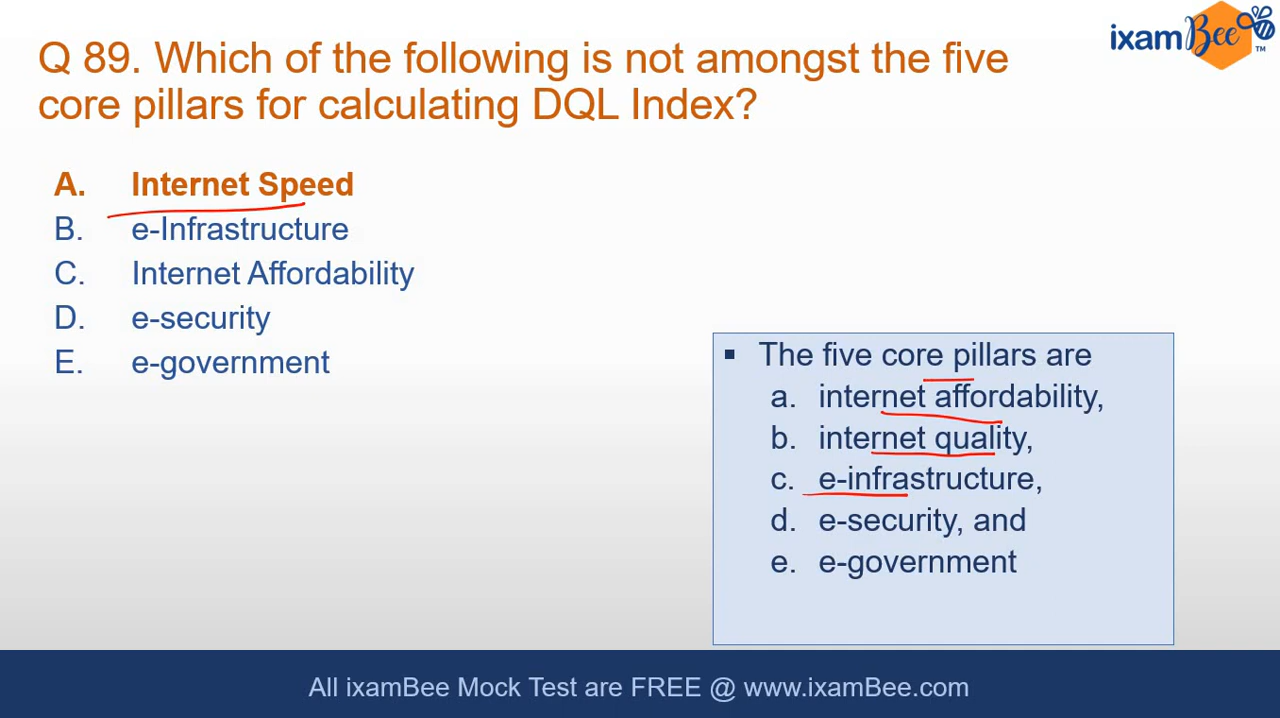 ixamBee TM
Q 89. Which of the following is not amongst the five
core pillars for calculating DQL Index?
A. Internet Speed
B. e-Infrastructure
C. Internet Affordability
D. e-security
E. e-government
▪ The five core pillars are
a. internet affordability,
b. internet quality,
c. e-infrastructure,
d. e-security, and
e. e-government
All ixamBee Mock Test are FREE @ www.ixamBee.com